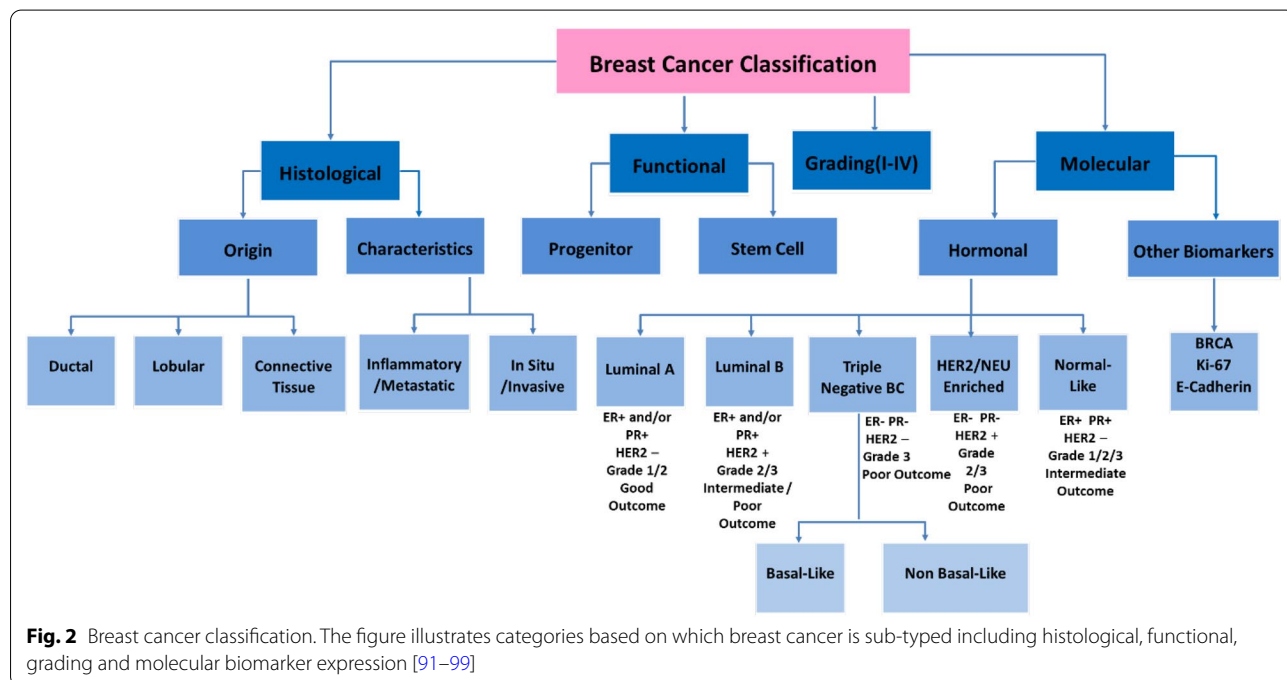 Breast Cancer Classification
Histological
Functional
Grading(I-IV)
Molecular
Origin
Characteristics
Progenitor
Stem Cell
Hormonal
Other Biomarkers
Ductal
Lobular
Connective
Tissue
Inflammatory
/Metastatic
In Situ
/Invasive
Luminal A
Luminal B
Triple
Negative BC
HER2/NEU
Enriched
Normal-
Like
BRCA
Ki-67
E-Cadherin
ER+ and/or
PR+
HER2 –
Grade 1/2
Good
Outcome
ER+ and/or
PR+
HER2 +
Grade 2/3
Intermediate /
Poor
Outcome
ER- PR-
HER2 –
Grade 3
Poor Outcome
ER- PR-
HER2 +
Grade
2/3
Poor
Outcome
ER+ PR+
HER2 –
Grade 1/2/3
Intermediate
Outcome
Basal-Like
Non Basal-Like
Fig. 2 Breast cancer classification. The figure illustrates categories based on which breast cancer is sub-typed including histological, functional,
grading and molecular biomarker expression [91–99]